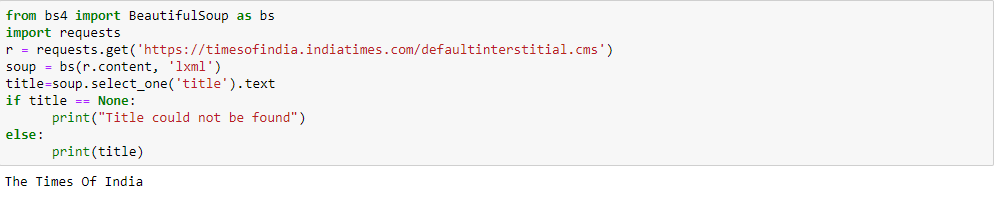 from bs4 import BeautifulSoup as bs
import requests
r = requests.get('https://timesofindia.indiatimes.com/defaultinterstitial.cms')
soup = bs(r.content, 'lxml')
title=soup.select_one('title').text
if title == None:
      print("Title could not be found")
else:
      print(title)
The Times Of India